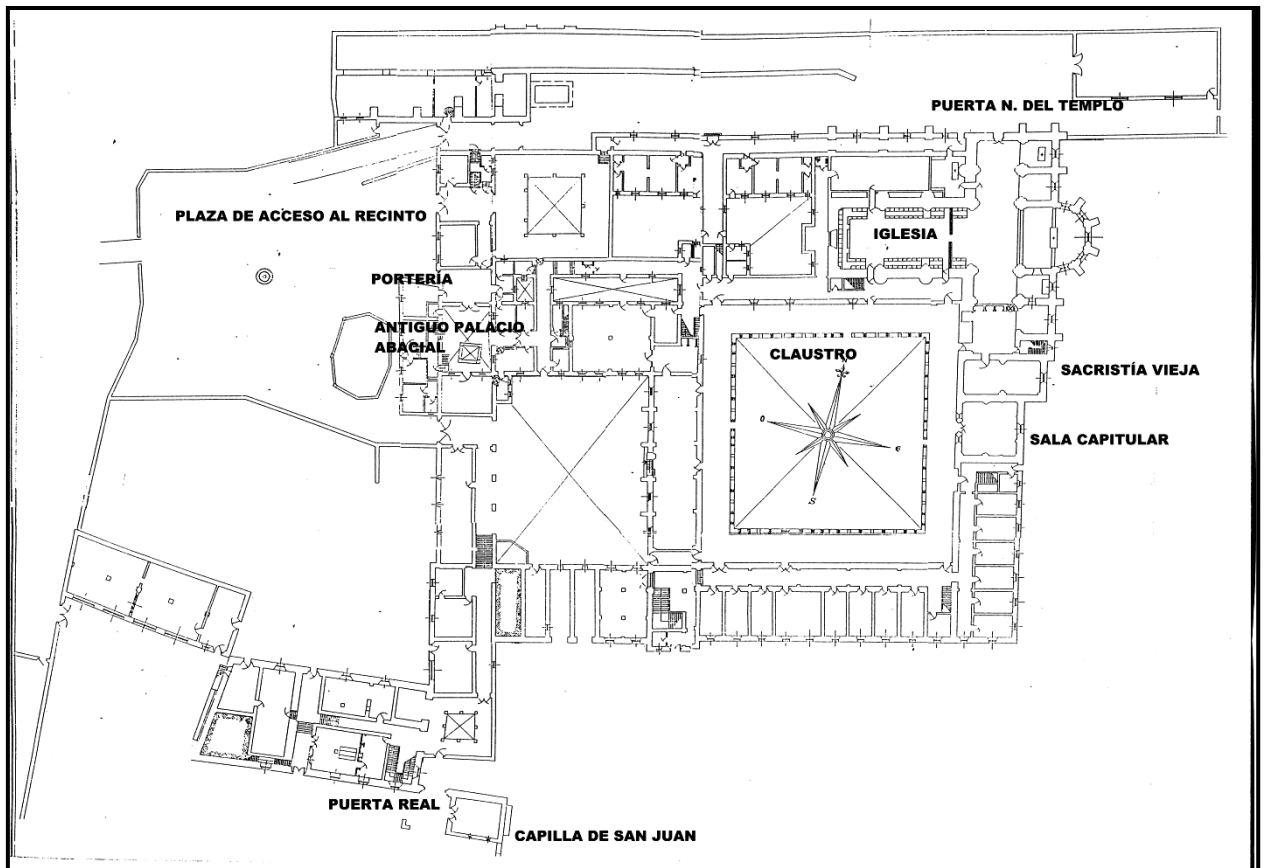 PUERTA N. DEL TEMPLO
PLAZA DE ACCESO AL RECINTO
IGLESIA
PORTERÍA
ANTIGUO PALACIO
ABACIAL
CLAUSTRO
SACRISTÍA VIEJA
O
e
SALA CAPITULAR
S
PUERTA REAL
CAPILLA DE SAN JUAN